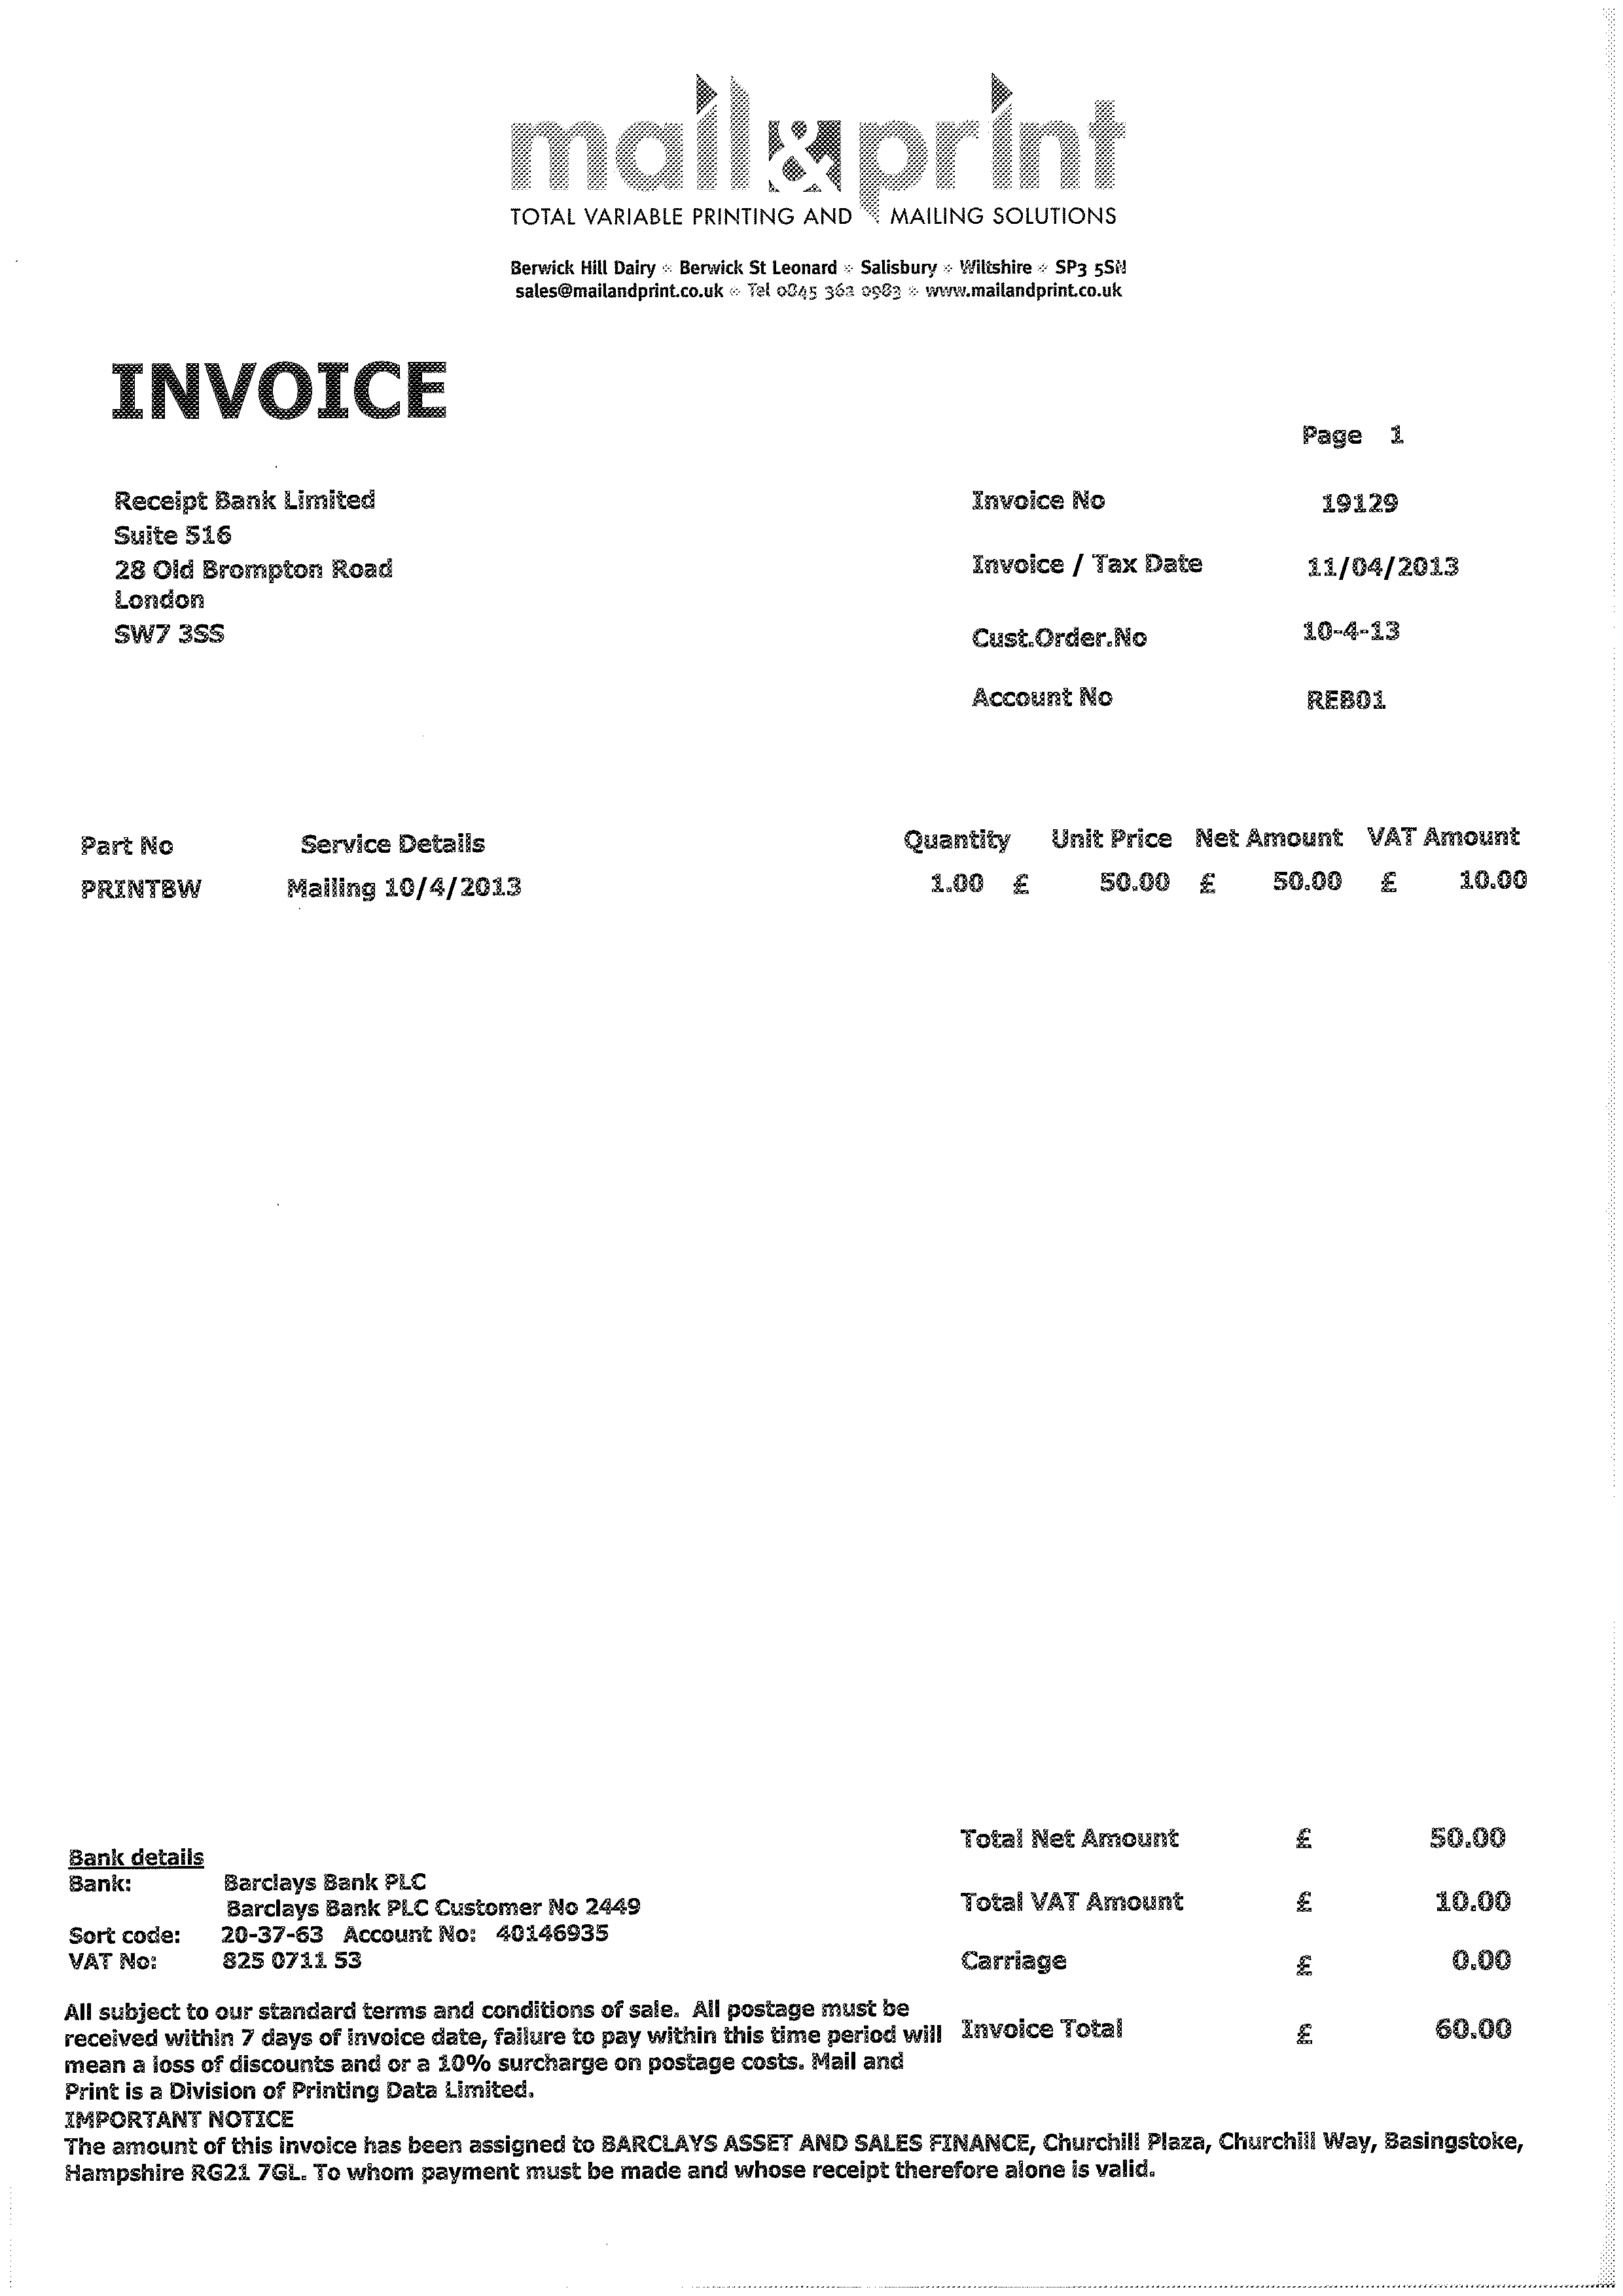 mail&print
TOTAL VARIABLE PRINTING AND MAILING SOLUTIONS
Berwick Hill Dairy Berwick St Leonard Salisbury Wiltshire SP3 5SN
sales@mailandprint.co.uk Tel 0845 362 0983 www.mailandprint.co.uk
INVOICE
Page 1
Receipt Bank Limited Invoice No 19129
Suite 516
28 Old Brompton Road Invoice / Tax Date 11/04/2013
London
SW7 3SS Cust.Order.No 10-4-13
Account No REB01
Part No Service Details Quantity Unit Price Net Amount VAT Amount
PRINTBW Mailing 10/4/2013 1.00 £ 50.00 £ 50.00 £ 10.00
Total Net Amount £ 50.00
Bank details
Bank: Barclays Bank PLC
Barclays Bank PLC Customer No 2449 Total VAT Amount £ 10.00
Sort code: 20-37-63 Account No: 40146935
VAT No: 825 0711 53 Carriage £ 0.00
All subject to our standard terms and conditions of sale. All postage must be
received within 7 days of invoice date, failure to pay within this time period will Invoice Total £ 60.00
mean a loss of discounts and or a 10% surcharge on postage costs. Mail and
Print is a Division of Printing Data Limited.
IMPORTANT NOTICE
The amount of this invoice has been assigned to BARCLAYS ASSET AND SALES FINANCE, Churchill Plaza, Churchill Way, Basingstoke,
Hampshire RG21 7GL. To whom payment must be made and whose receipt therefore alone is valid.